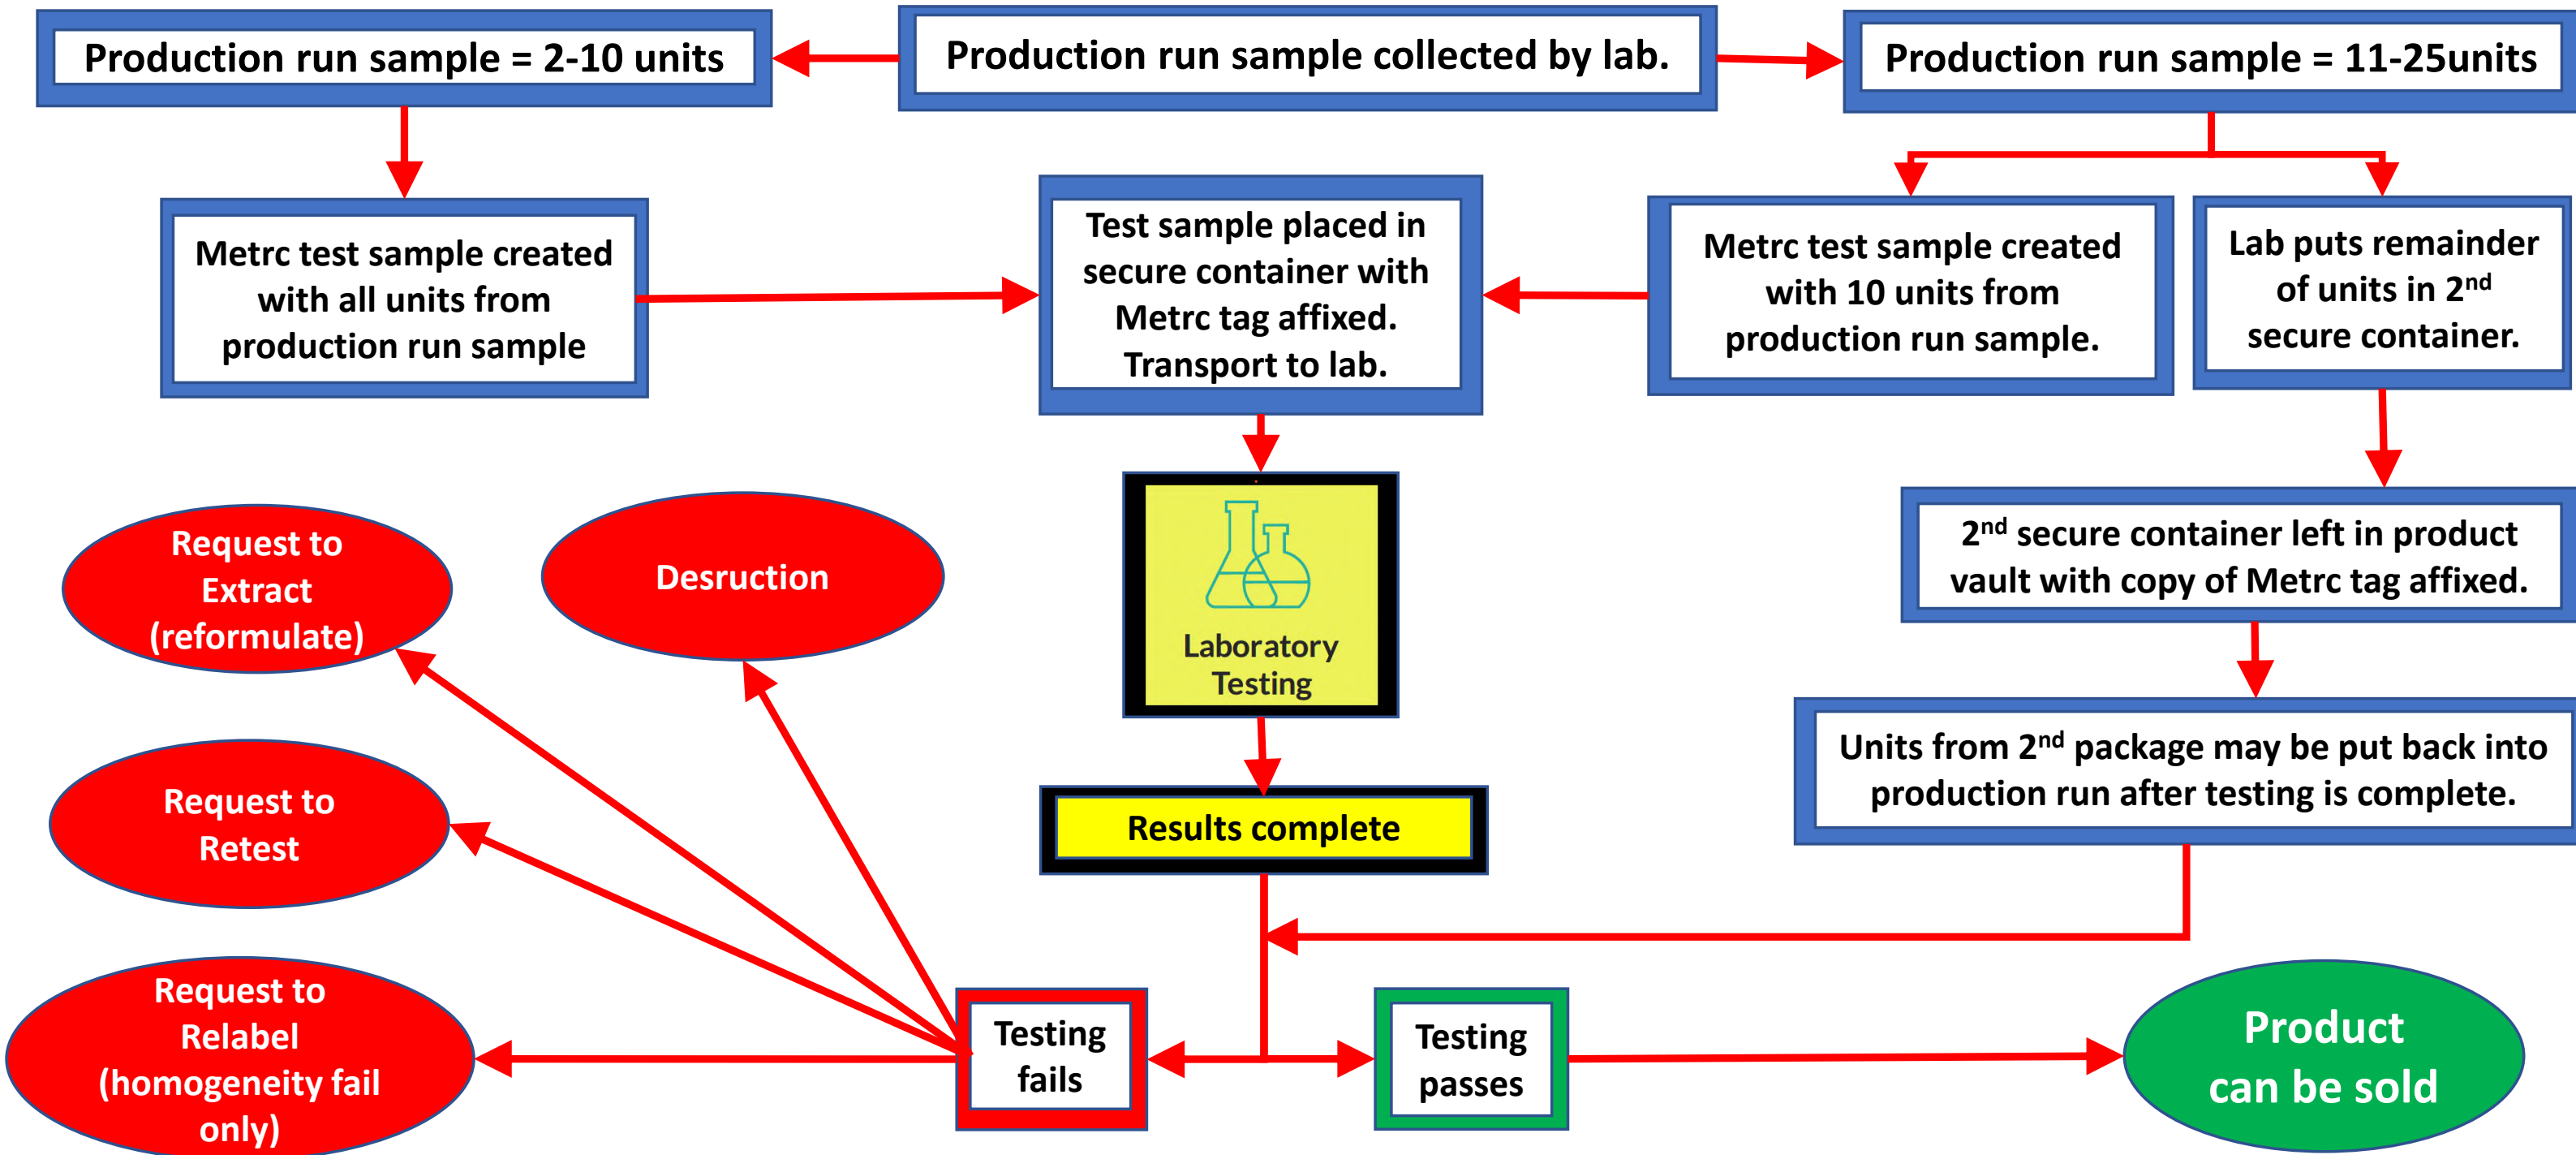 Production run sample = 2-10 units
Production run sample collected by lab.
Production run sample = 11-25units
Metrc test sample created
with all units from
production run sample
Test sample placed in
secure container with
Metrc tag affixed.
Transport to lab.
Metrc test sample created
with 10 units from
production run sample.
Lab puts remainder
of units in 2nd
secure container.
Request to
Extract
(reformulate)
Desruction
Laboratory
Testing
2nd secure container left in product
vault with copy of Metrc tag affixed.
Request to
Retest
Results complete
Units from 2nd package may be put back into
production run after testing is complete.
Request to
Relabel
(homogeneity fail
only)
Testing
fails
Testing
passes
Product
can be sold